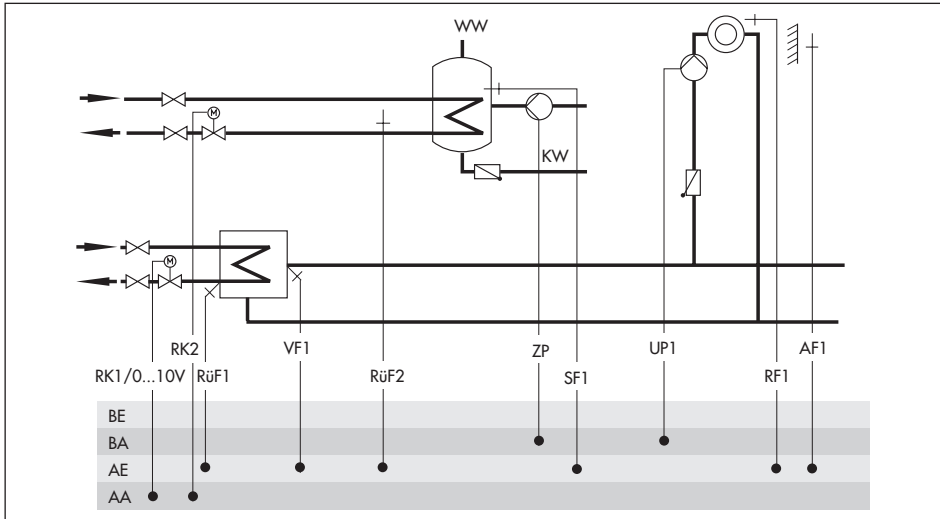 WW
M
KW
M
RK2 VF1 ZP UP1 AF1
RK1/0...10V RüF1 RüF2 SF1 RF1
BE
BA
AE
AA